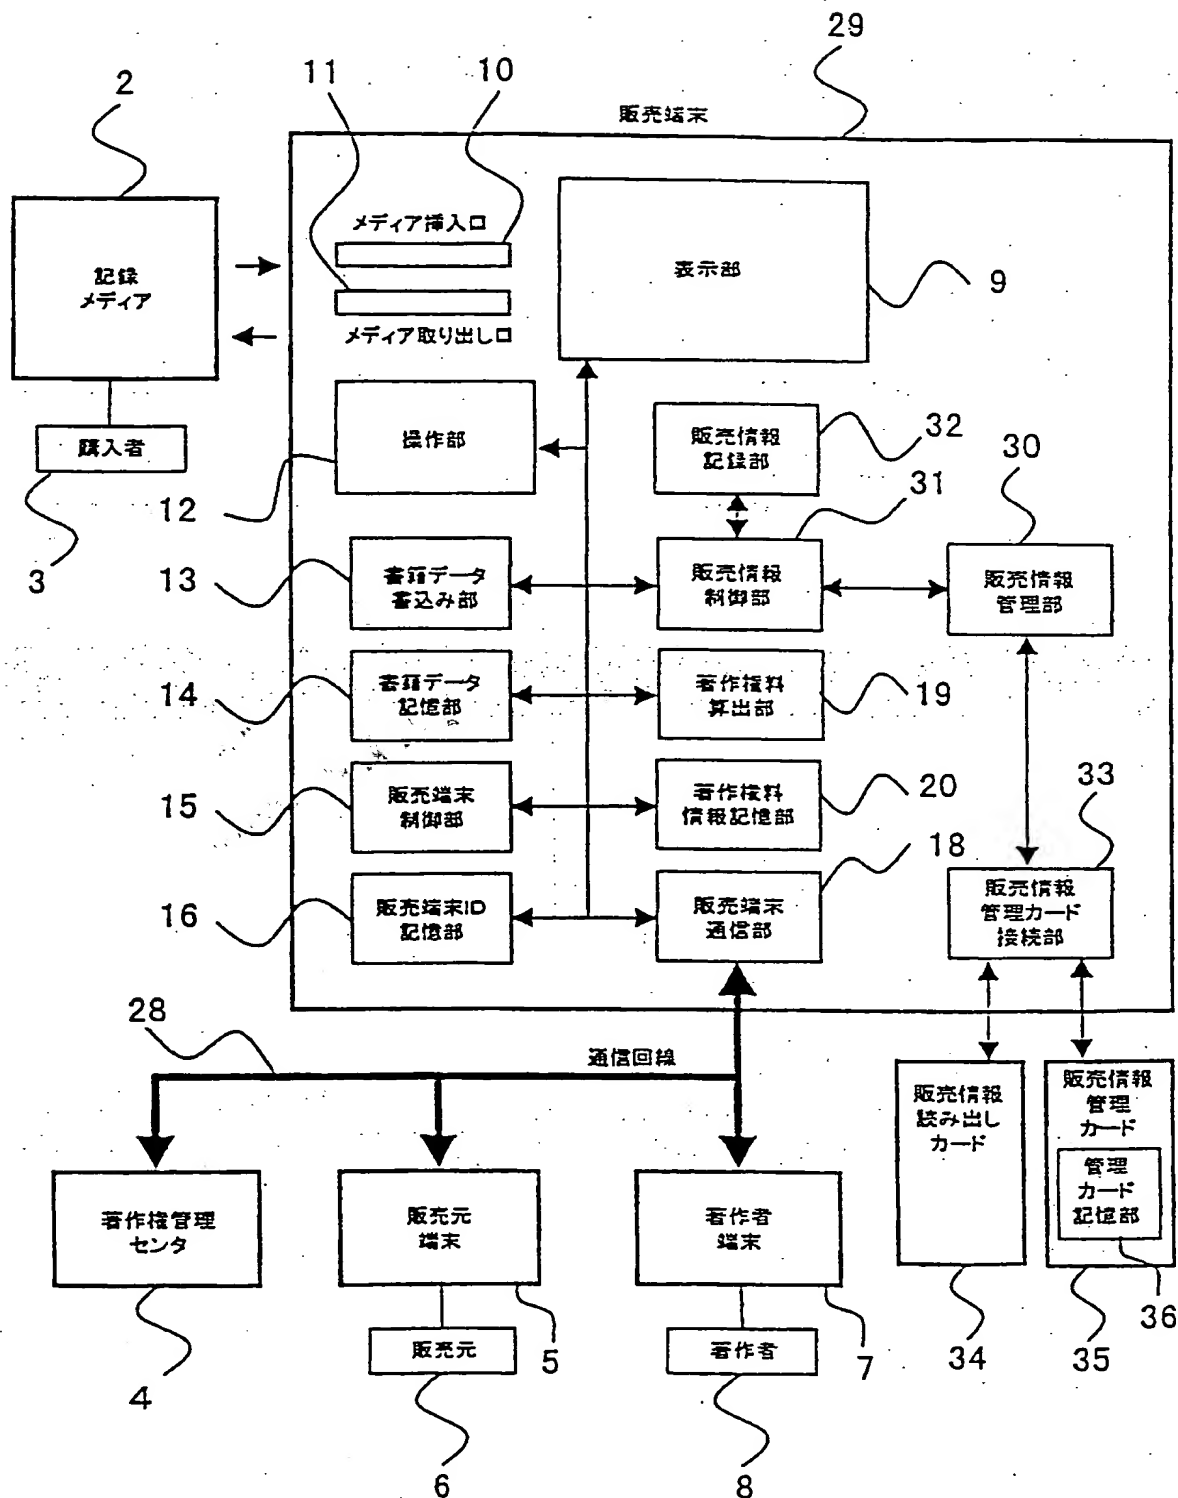 29
販売端末
2
11
10
メディア挿入口
メディア取り出し口
記録
メディア
購入者
3
表示部
9
操作部
12
販売情報
記録部
32
31
30
13
書籍データ
書込み部
販売情報
制御部
販売情報
管理部
14
書籍データ
記憶部
著作権料
算出部
19
15
販売端末
制御部
著作権料
情報記憶部
20
33
18
16
販売端末ID
記憶部
販売端末
通信部
販売情報
管理カード
接続部
28
通信回線
著作権管理
センタ
4
販売元
端末
5
販売元
6
著作者
端末
7
著作者
8
販売情報
読み出し
カード
34
販売情報
管理
カード
管理
カード
記憶部
36
35